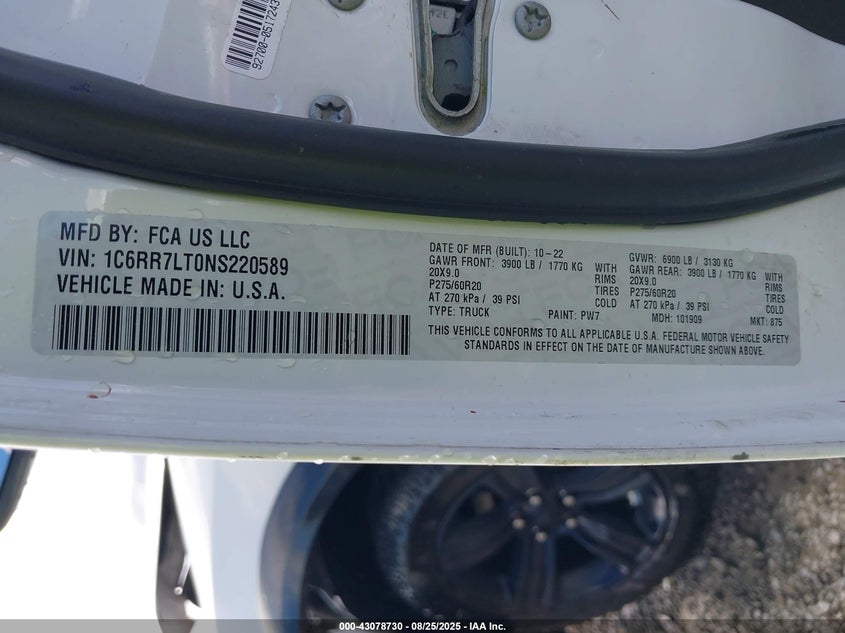 92700-0517243
MFD BY: FCA US LLC
VIN: 1C6RR7LT0NS220589
VEHICLE MADE IN: U.S.A.
DATE OF MFR (BUILT): 10-22 GVWR: 6900 LB / 3130 KG
GAWR FRONT: 3900 LB / 1770 KG WITH GAWR REAR: 3900 LB / 1770 KG WITH
20X9.0 RIMS 20X9.0 RIMS
P275/60R20 TIRES P275/60R20 TIRES
AT 270 kPa / 39 PSI COLD AT 270 kPa / 39 PSI COLD
TYPE: TRUCK PAINT: PW7 MDH: 101909 MKT: 875
THIS VEHICLE CONFORMS TO ALL APPLICABLE U.S.A. FEDERAL MOTOR VEHICLE SAFETY
STANDARDS IN EFFECT ON THE DATE OF MANUFACTURE SHOWN ABOVE.
000-43078730 - 08/25/2025 - IAA Inc.